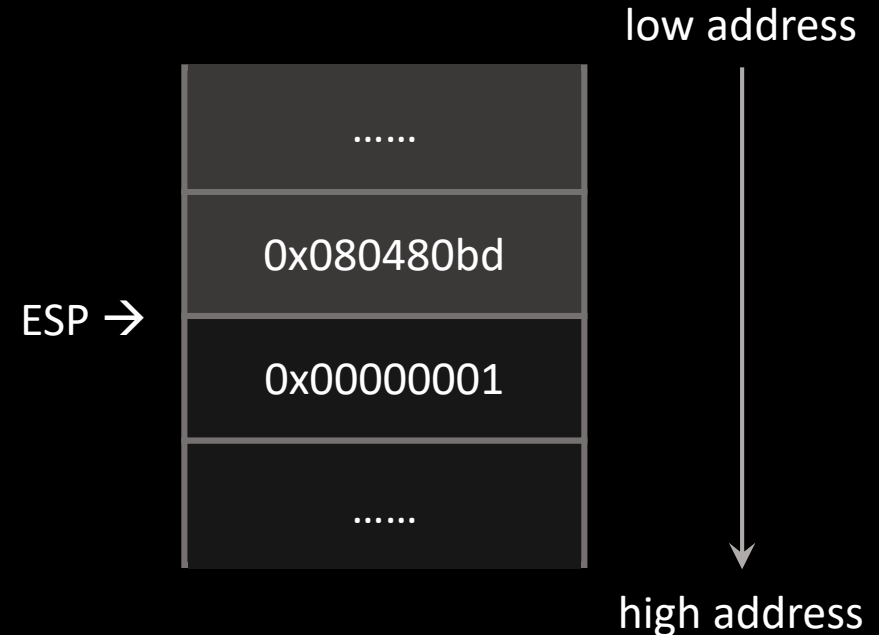 low address
……
0x080480bd
ESP →
0x00000001
……
high address